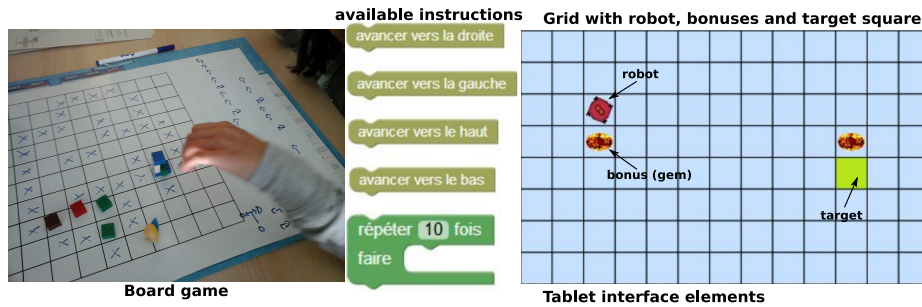 available instructions
Grid with robot, bonuses and target square
avancer vers la droite
avancer vers la gauche
avancer vers le haut
avancer vers le bas
répéter 10 fois
faire
robot
bonus (gem)
target
Board game
Tablet interface elements